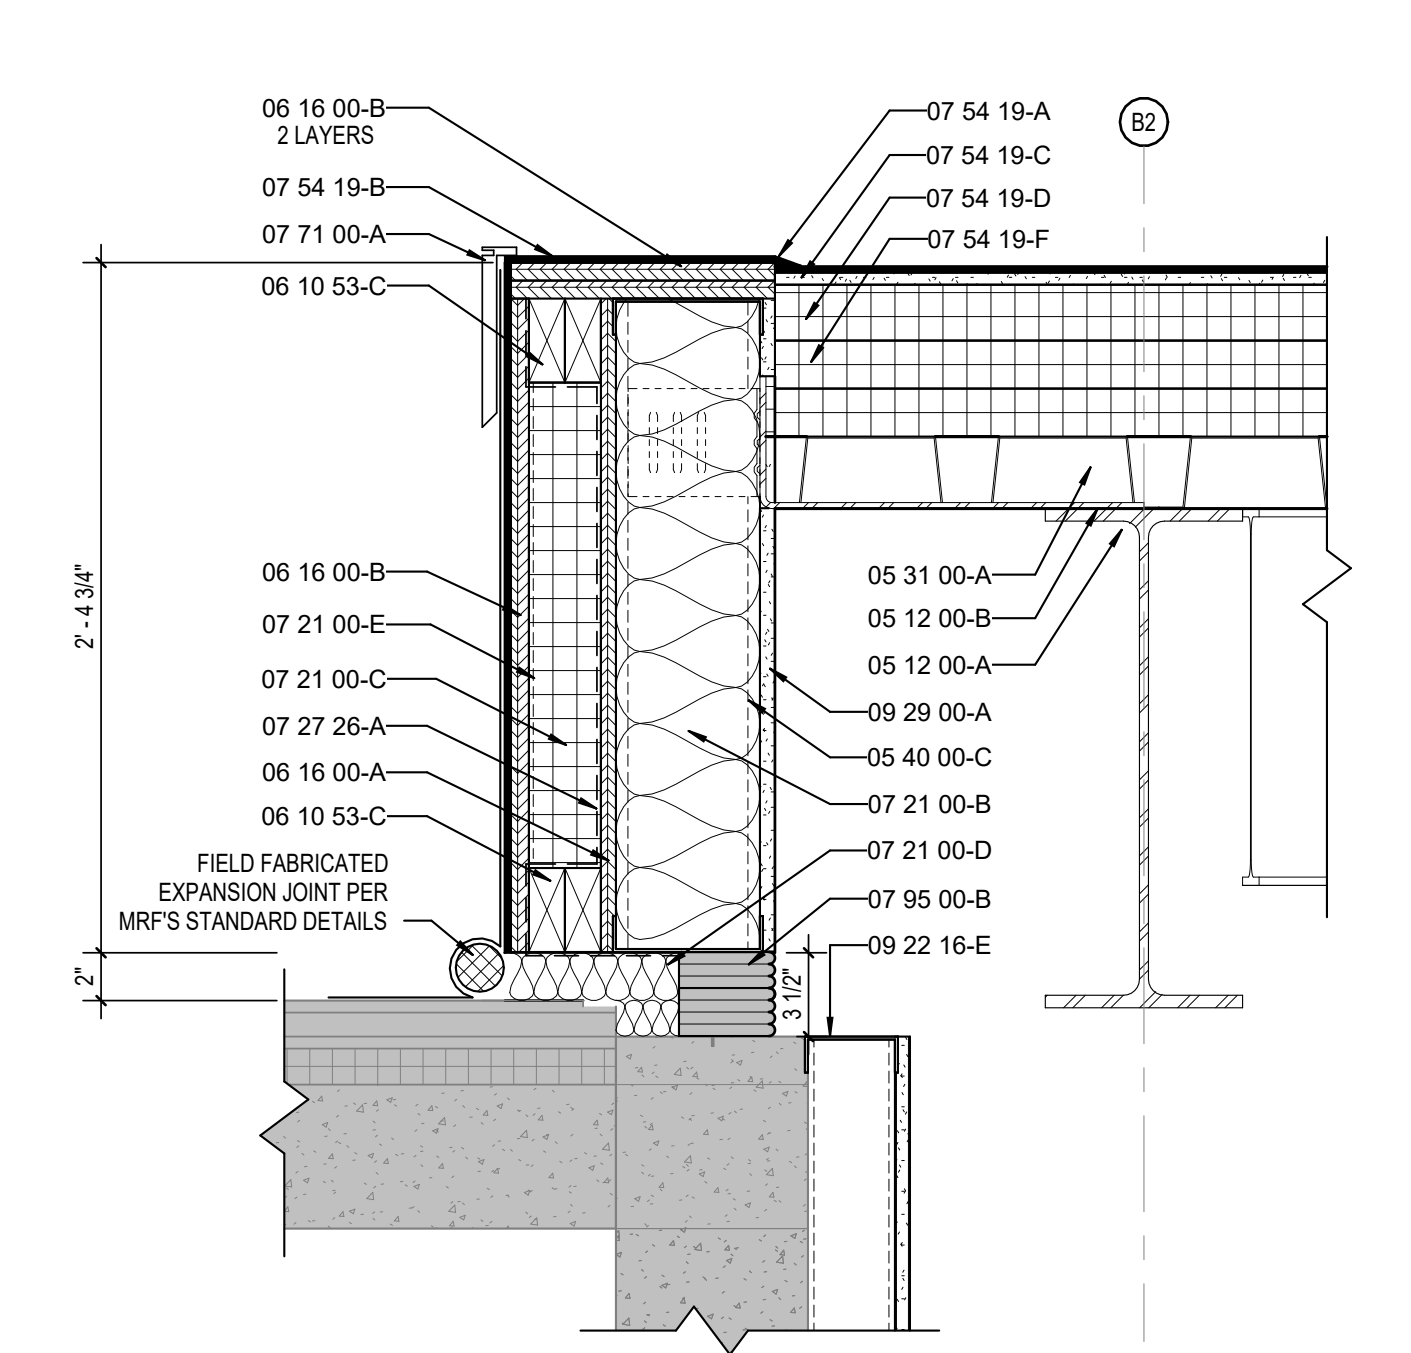 06 16 00-B
2 LAYERS
07 54 19-B
07 71 00-A
06 10 53-C
07 54 19-A
07 54 19-C
07 54 19-D
07 54 19-F
B2
2' - 4 3/4"
06 16 00-B
07 21 00-E
07 21 00-C
07 27 26-A
06 16 00-A
06 10 53-C
FIELD FABRICATED
EXPANSION JOINT PER
MRF'S STANDARD DETAILS
05 31 00-A
05 12 00-B
05 12 00-A
09 29 00-A
05 40 00-C
07 21 00-B
07 21 00-D
07 95 00-B
09 22 16-E
2"
3 1/2"